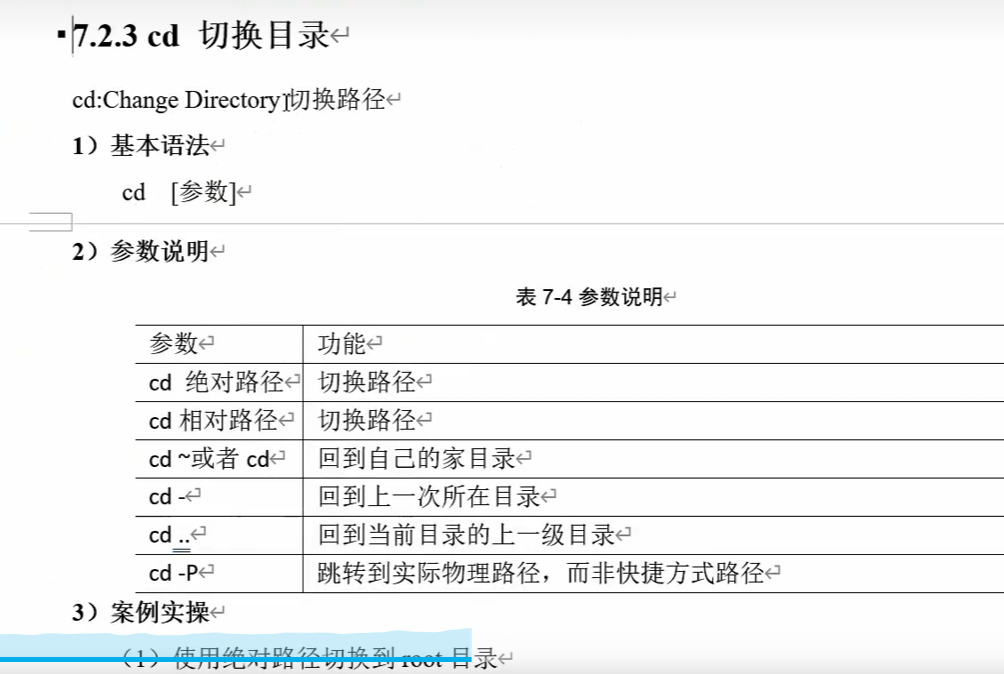 7.2.3 cd 切换目录
cd:Change Directory切换路径
1）基本语法
cd [参数]
2）参数说明
表 7-4 参数说明
参数 功能
cd 绝对路径 切换路径
cd 相对路径 切换路径
cd ~或者 cd 回到自己的家目录
cd - 回到上一次所在目录
cd .. 回到当前目录的上一级目录
cd -P 跳转到实际物理路径，而非快捷方式路径
3）案例实操
（1）使用绝对路径切换到 root 目录